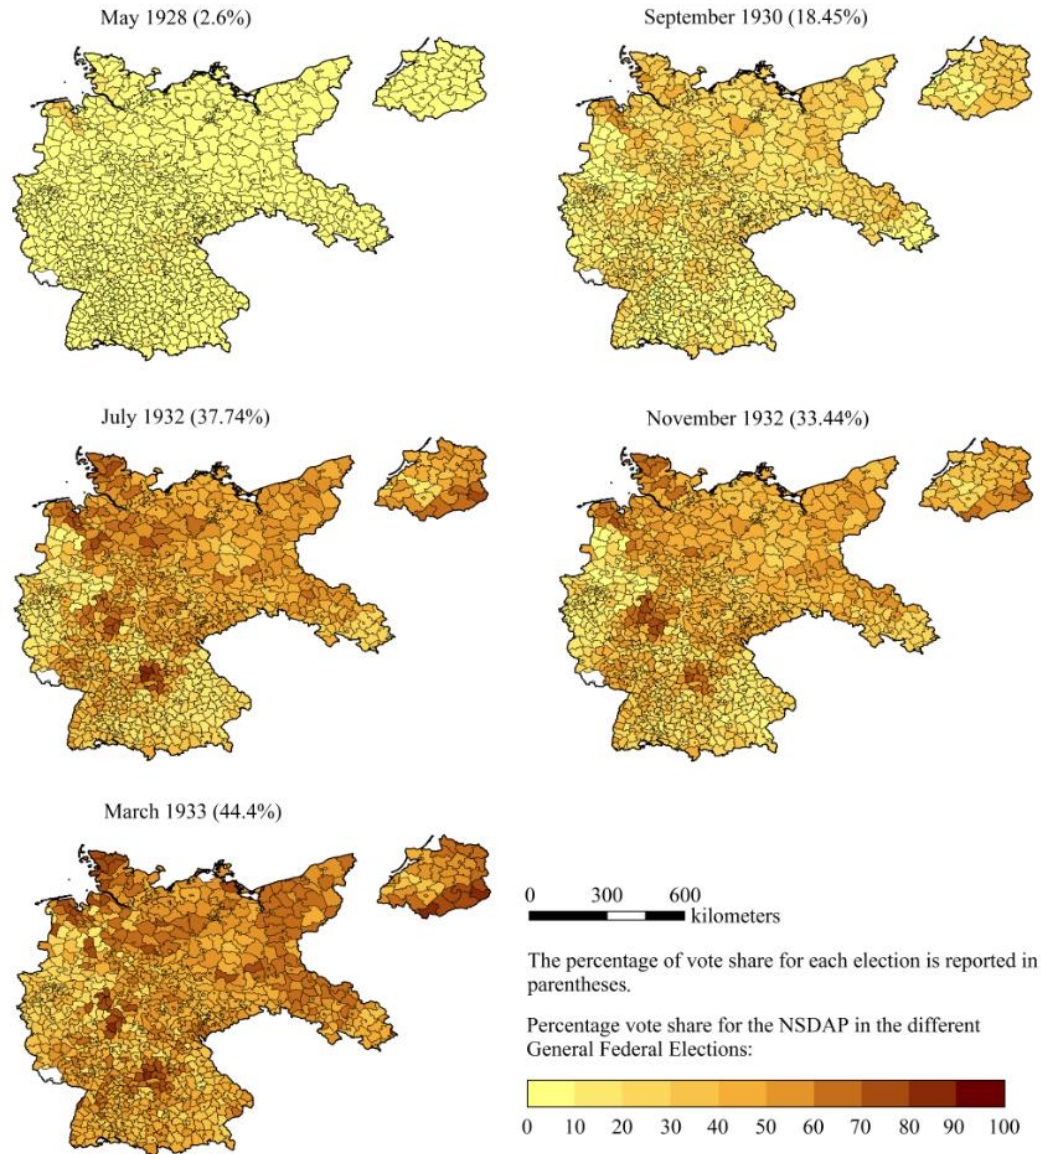 May 1928 (2.6%)
September 1930 (18.45%)
July 1932 (37.74%)
November 1932 (33.44%)
March 1933 (44.4%)
0 300 600
kilometers
The percentage of vote share for each election is reported in
parentheses.
Percentage vote share for the NSDAP in the different
General Federal Elections:
0 10 20 30 40 50 60 70 80 90 100